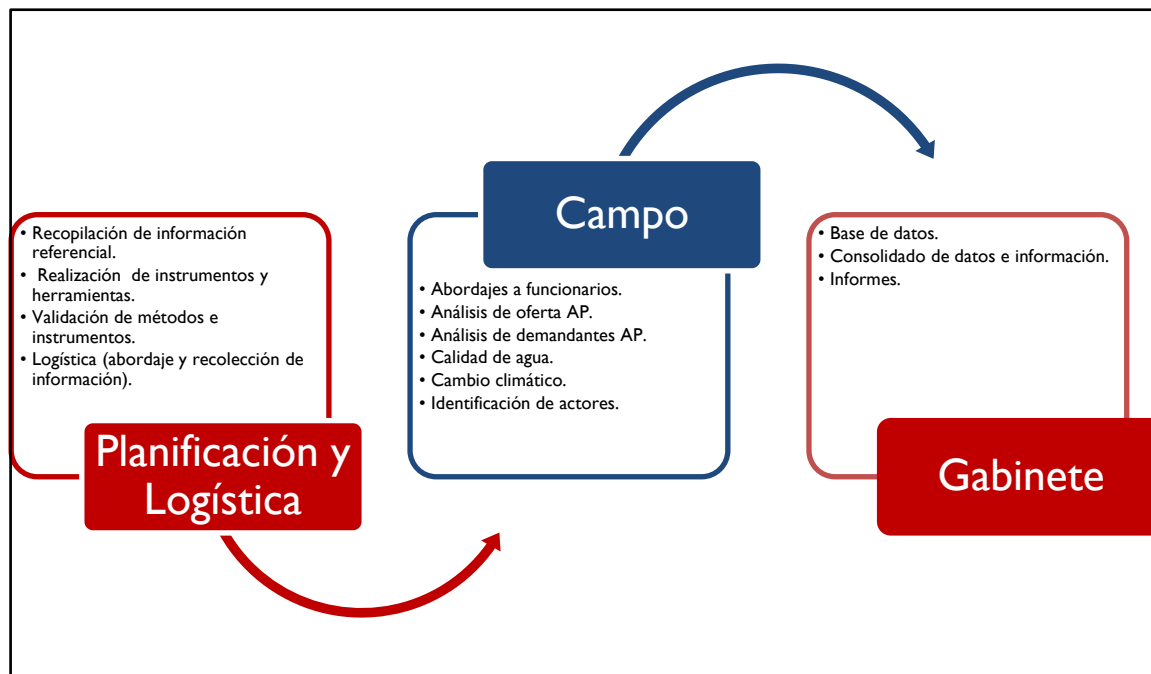 • Recopilación de información
referencial.
• Realización de instrumentos y
herramientas.
• Validación de métodos e
instrumentos.
• Logística (abordaje y recolección de
información).
Planificación y
Logística
Campo
• Abordajes a funcionarios.
• Análisis de oferta AP.
• Análisis de demandantes AP.
• Calidad de agua.
• Cambio climático.
• Identificación de actores.
• Base de datos.
• Consolidado de datos e información.
• Informes.
Gabinete